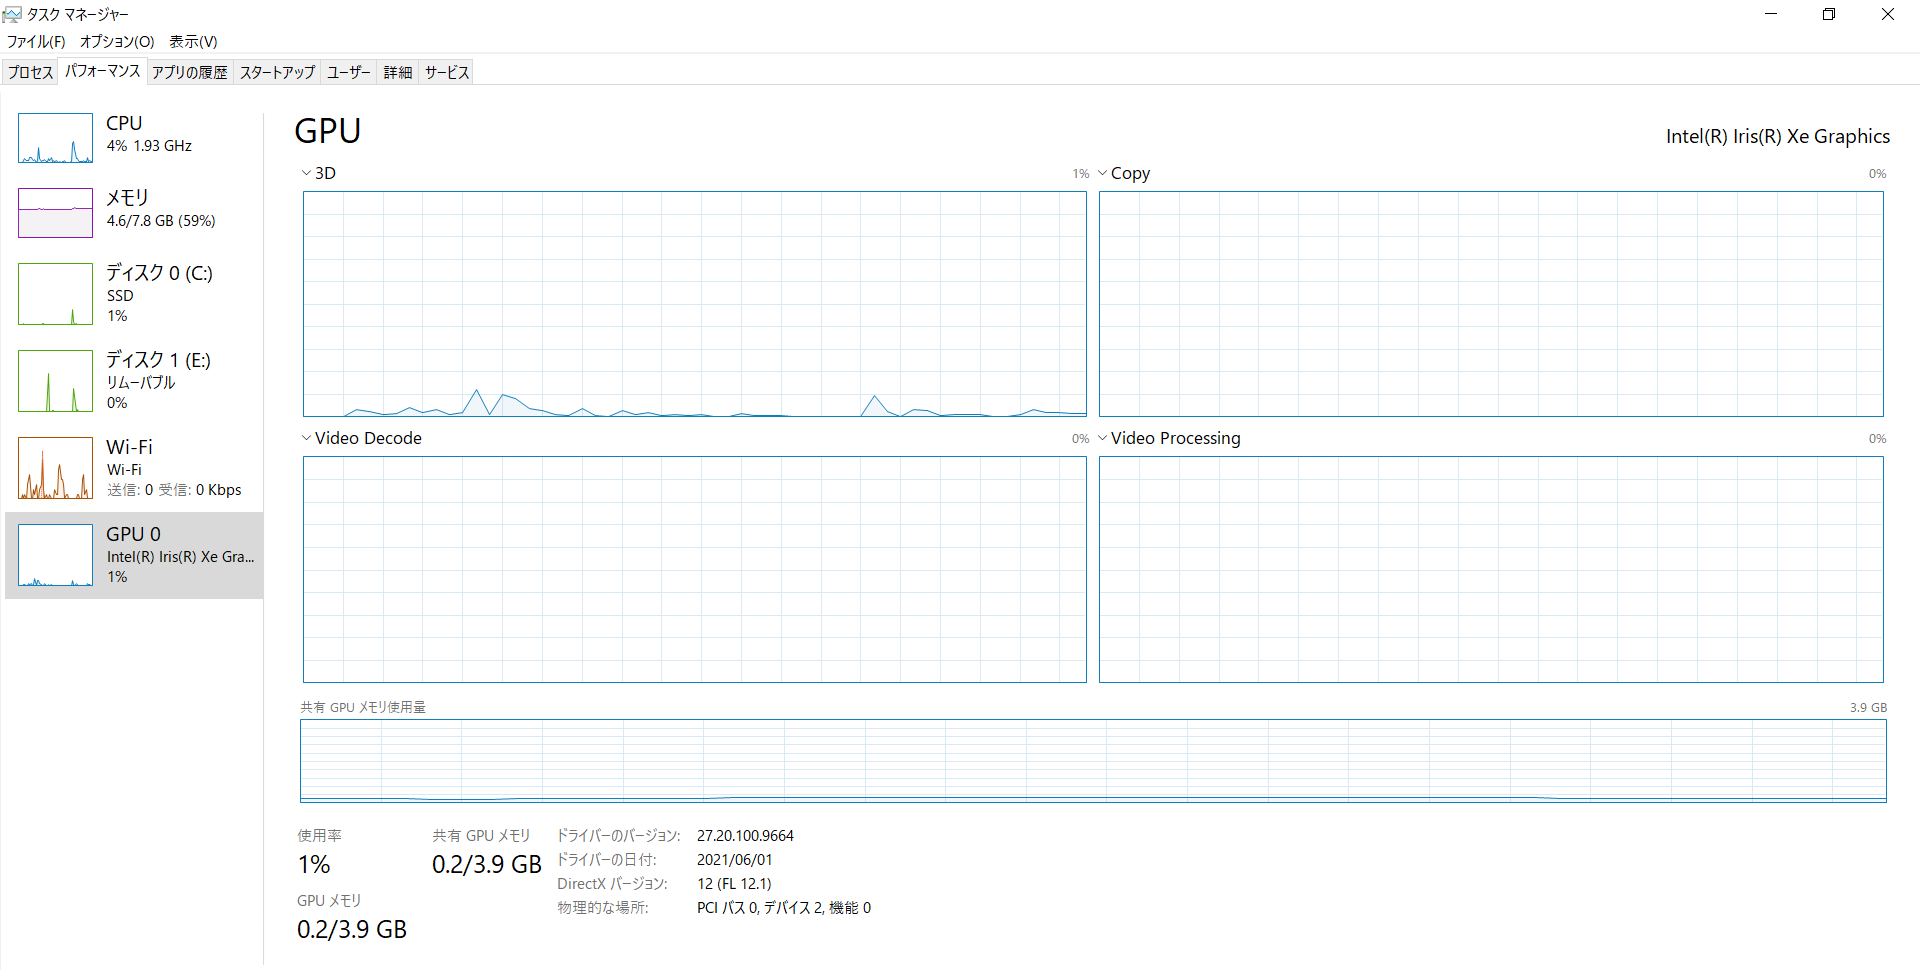 タスク マネージャー
ファイル(F) オプション(O) 表示(V)
プロセス パフォーマンス アプリの履歴 スタートアップ ユーザー 詳細 サービス
CPU
4% 1.93 GHz
メモリ
4.6/7.8 GB (59%)
ディスク 0 (C:)
SSD
1%
ディスク 1 (E:)
リムーバブル
0%
Wi-Fi
Wi-Fi
送信: 0 受信: 0 Kbps
GPU 0
Intel(R) Iris(R) Xe Gra...
1%
GPU
Intel(R) Iris(R) Xe Graphics
3D 1%
Copy 0%
Video Decode 0%
Video Processing 0%
共有 GPU メモリ使用量 3.9 GB
使用率
1%
共有 GPU メモリ
0.2/3.9 GB
GPU メモリ
0.2/3.9 GB
ドライバーのバージョン: 27.20.100.9664
ドライバーの日付: 2021/06/01
DirectX バージョン: 12 (FL 12.1)
物理的な場所: PCI バス 0, デバイス 2, 機能 0